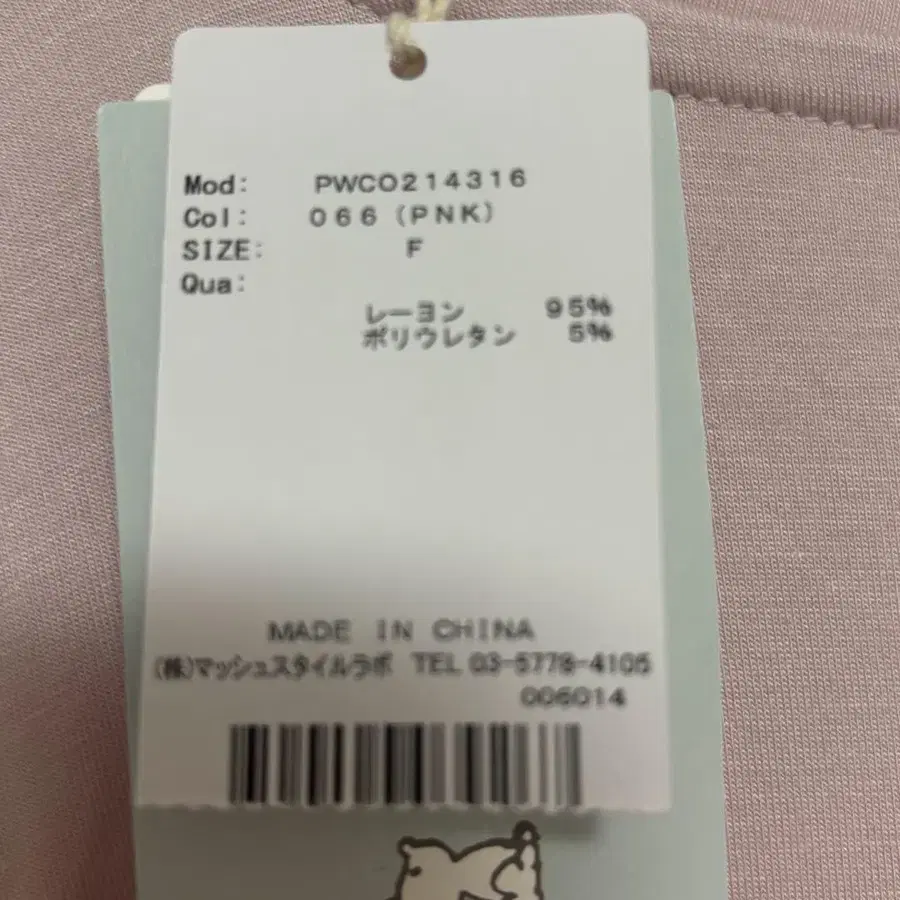 Mod: PWCO214316
Col: 066(PNK)
SIZE: F
Qua:
レーヨン 95%
ポリウレタン 5%
MADE IN CHINA
(株)マッシュスタイルラボ TEL 03-5778-4105
006014